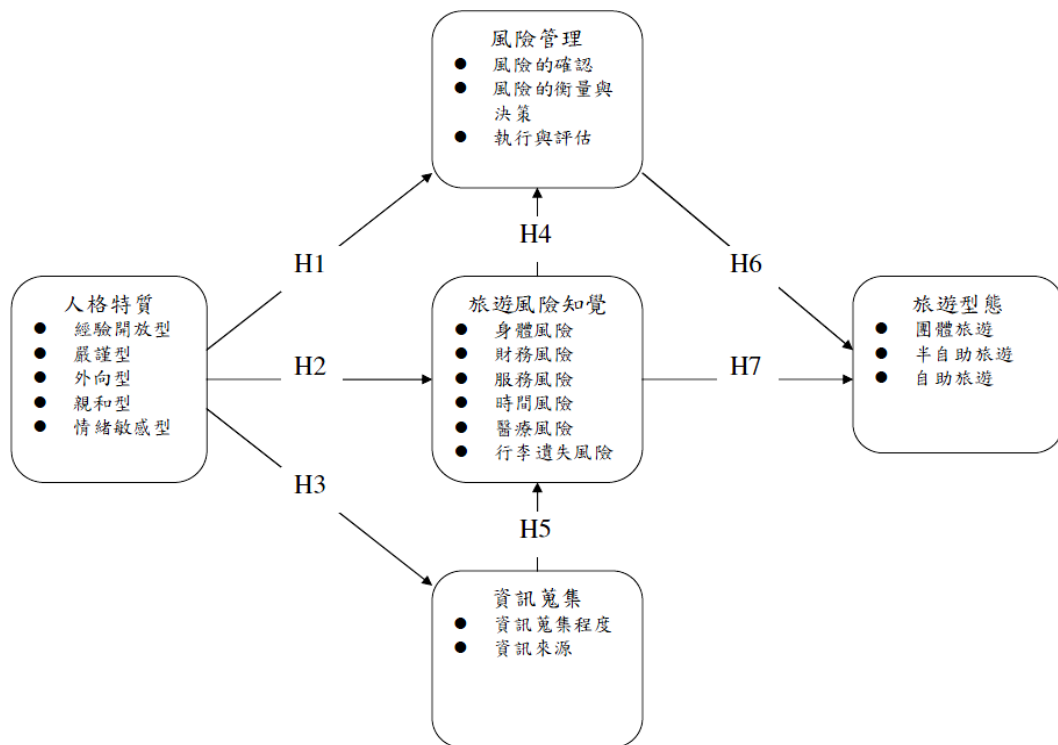 風險管理
● 風險的確認
● 風險的衡量與
決策
● 執行與評估
H1
H4
H6
人格特質
● 經驗開放型
● 嚴謹型
● 外向型
● 親和型
● 情緒敏感型
H2
旅遊風險知覺
● 身體風險
● 財務風險
● 服務風險
● 時間風險
● 醫療風險
● 行李遺失風險
H7
旅遊型態
● 團體旅遊
● 半自助旅遊
● 自助旅遊
H3
H5
資訊蒐集
● 資訊蒐集程度
● 資訊來源